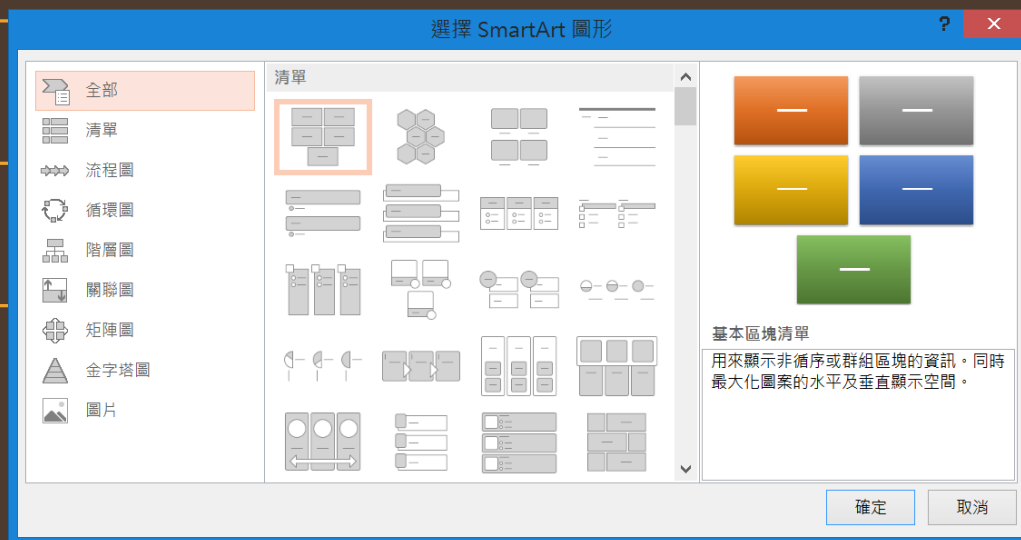 選擇 SmartArt 圖形
?
全部
清單
流程圖
循環圖
階層圖
關聯圖
矩陣圖
金字塔圖
圖片
清單
基本區塊清單
用來顯示非循序或群組區塊的資訊。同時
最大化圖案的水平及垂直顯示空間。
確定
取消